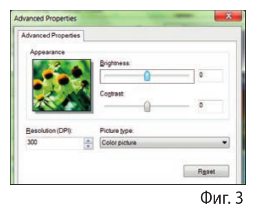 Advanced Properties
Advanced Properties
Appearance
Brightness:
0
Contrast:
0
Resolution (DPI):
300
Picture type:
Color picture
Reset
Фиг. 3